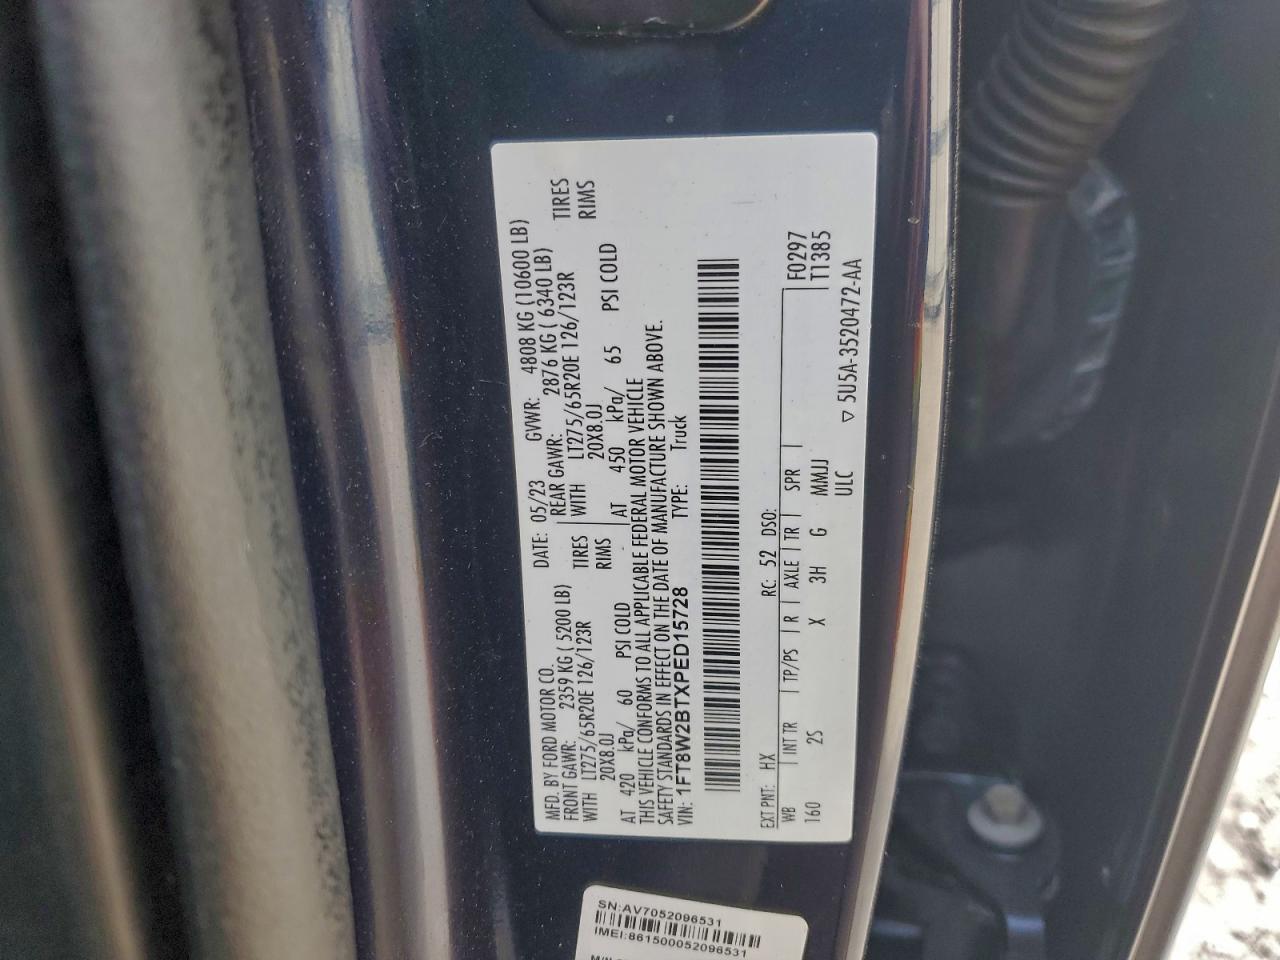 MFD. BY FORD MOTOR CO.
DATE: 05/23 GVWR: 4808 KG (10600 LB)
FRONT GAWR: 2359 KG ( 5200 LB)
REAR GAWR: 2876 KG ( 6340 LB)
WITH LT275/65R20E 126/123R TIRES
WITH LT275/65R20E 126/123R TIRES
20X8.0J RIMS
20X8.0J RIMS
AT 420 kPa/ 60 PSI COLD
AT 450 kPa/ 65 PSI COLD
THIS VEHICLE CONFORMS TO ALL APPLICABLE FEDERAL MOTOR VEHICLE
SAFETY STANDARDS IN EFFECT ON THE DATE OF MANUFACTURE SHOWN ABOVE.
VIN: 1FT8W2BTXPED15728 TYPE: Truck
EXT PNT: HX RC: 52 DSO:
WB INT TR TP/PS R AXLE TR SPR F0297
160 2S X 3H G MMJJ T1385
ULC ▽ 5U5A-3520472-AA
SN:AV7052096531
IMEI:861500052096531